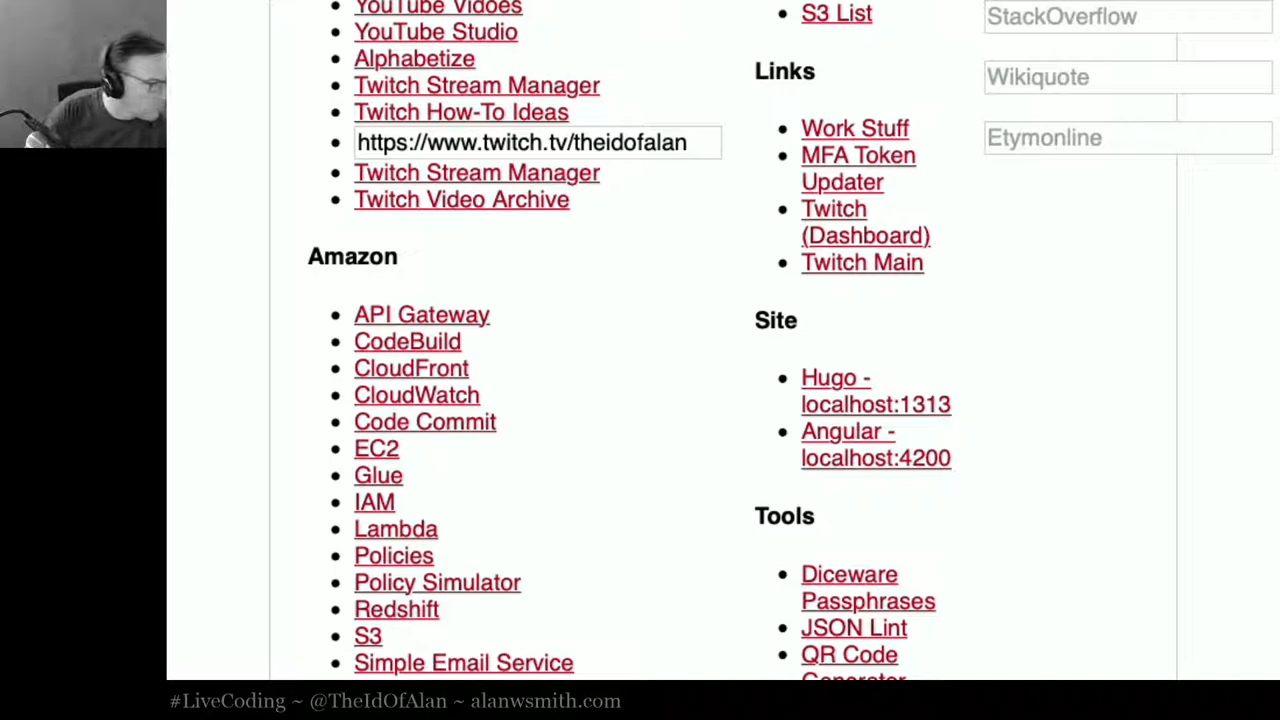 YouTube Vidoes
YouTube Studio
Alphabetize
Twitch Stream Manager
Twitch How-To Ideas
https://www.twitch.tv/theidofalan
Twitch Stream Manager
Twitch Video Archive
Amazon
API Gateway
CodeBuild
CloudFront
CloudWatch
Code Commit
EC2
Glue
IAM
Lambda
Policies
Policy Simulator
Redshift
S3
Simple Email Service
S3 List
Links
Work Stuff
MFA Token
Updater
Twitch
(Dashboard)
Twitch Main
Site
Hugo -
localhost:1313
Angular -
localhost:4200
Tools
Diceware
Passphrases
JSON Lint
QR Code
Generator
StackOverflow
Wikiquote
Etymonline
#LiveCoding ~ @TheIdOfAlan ~ alanwsmith.com